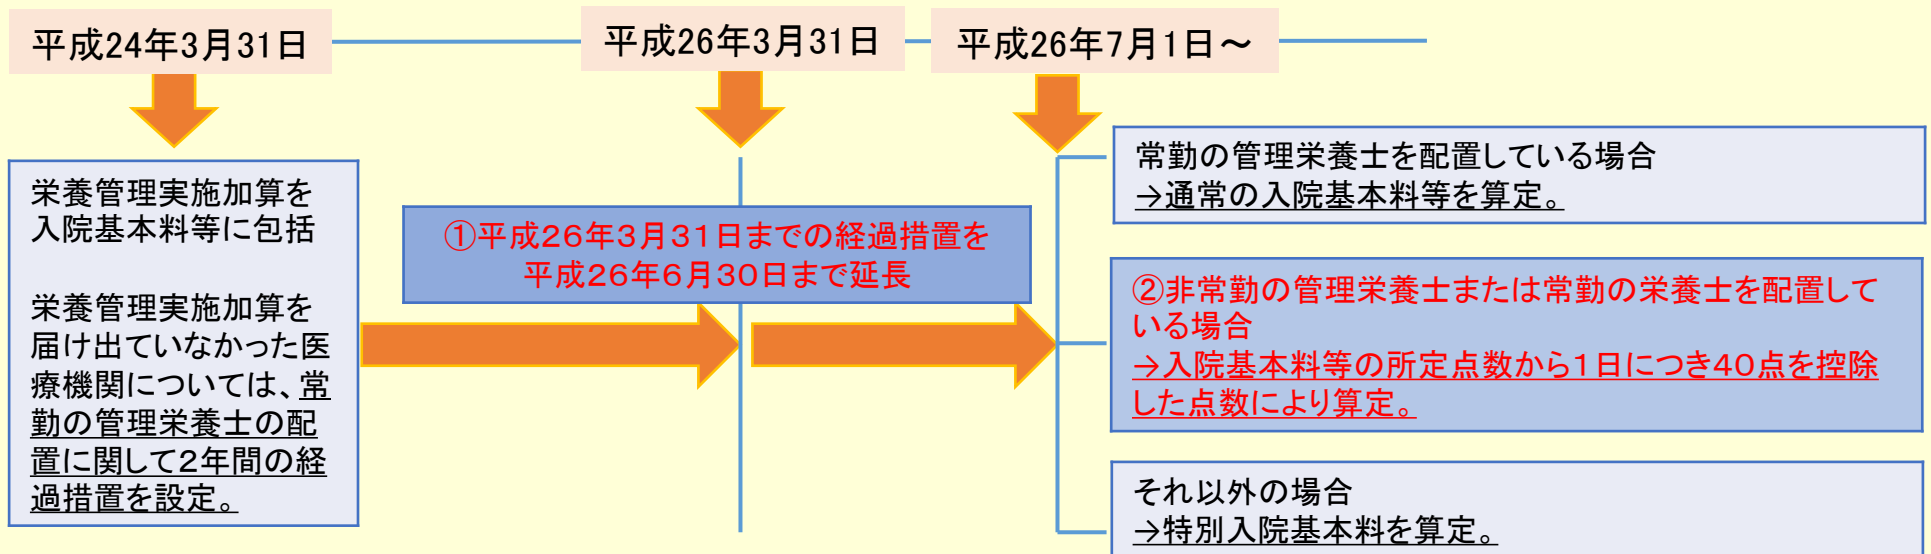 平成24年3月31日
平成26年3月31日
平成26年7月1日～
栄養管理実施加算を
入院基本料等に包括
栄養管理実施加算を
届け出ていなかった医
療機関については、常
勤の管理栄養士の配
置に関して２年間の経
過措置を設定。
①平成２６年３月３１日までの経過措置を
平成２６年６月３０日まで延長
常勤の管理栄養士を配置している場合
→通常の入院基本料等を算定。
②非常勤の管理栄養士または常勤の栄養士を配置して
いる場合
→入院基本料等の所定点数から１日につき４０点を控除
した点数により算定。
それ以外の場合
→特別入院基本料を算定。